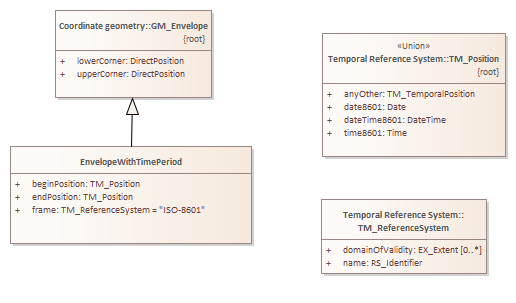 Coordinate geometry::GM_Envelope
{root}
+ lowerCorner: DirectPosition
+ upperCorner: DirectPosition
«Union»
Temporal Reference System::TM_Position
{root}
+ anyOther: TM_TemporalPosition
+ date8601: Date
+ dateTime8601: DateTime
+ time8601: Time
EnvelopeWithTimePeriod
+ beginPosition: TM_Position
+ endPosition: TM_Position
+ frame: TM_ReferenceSystem = "ISO-8601"
Temporal Reference System::
TM_ReferenceSystem
+ domainOfValidity: EX_Extent [0..*]
+ name: RS_Identifier